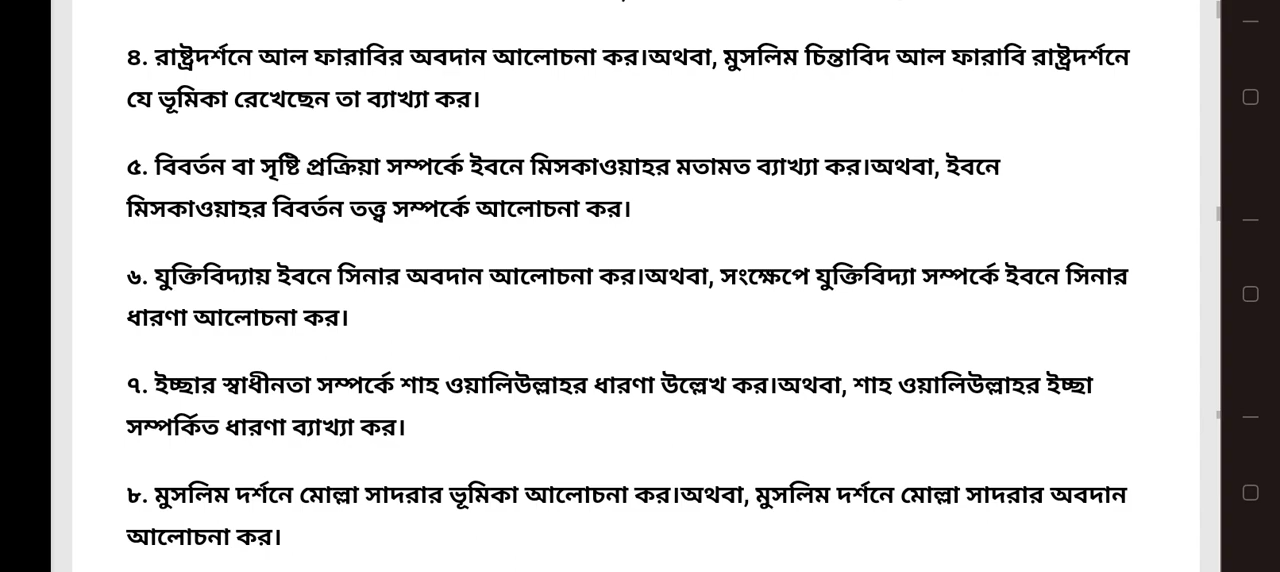 ৪. রাষ্ট্রদর্শনে আল ফারাবির অবদান আলোচনা কর।অথবা, মুসলিম চিন্তাবিদ আল ফারাবি রাষ্ট্রদর্শনে
যে ভূমিকা রেখেছেন তা ব্যাখ্যা কর।
৫. বিবর্তন বা সৃষ্টি প্রক্রিয়া সম্পর্কে ইবনে মিসকাওয়াহর মতামত ব্যাখ্যা কর।অথবা, ইবনে
মিসকাওয়াহর বিবর্তন তত্ত্ব সম্পর্কে আলোচনা কর।
৬. যুক্তিবিদ্যায় ইবনে সিনার অবদান আলোচনা কর।অথবা, সংক্ষেপে যুক্তিবিদ্যা সম্পর্কে ইবনে সিনার
ধারণা আলোচনা কর।
৭. ইচ্ছার স্বাধীনতা সম্পর্কে শাহ ওয়ালিউল্লাহর ধারণা উল্লেখ কর।অথবা, শাহ ওয়ালিউল্লাহর ইচ্ছা
সম্পর্কিত ধারণা ব্যাখ্যা কর।
৮. মুসলিম দর্শনে মোল্লা সাদরার ভূমিকা আলোচনা কর।অথবা, মুসলিম দর্শনে মোল্লা সাদরার অবদান
আলোচনা কর।